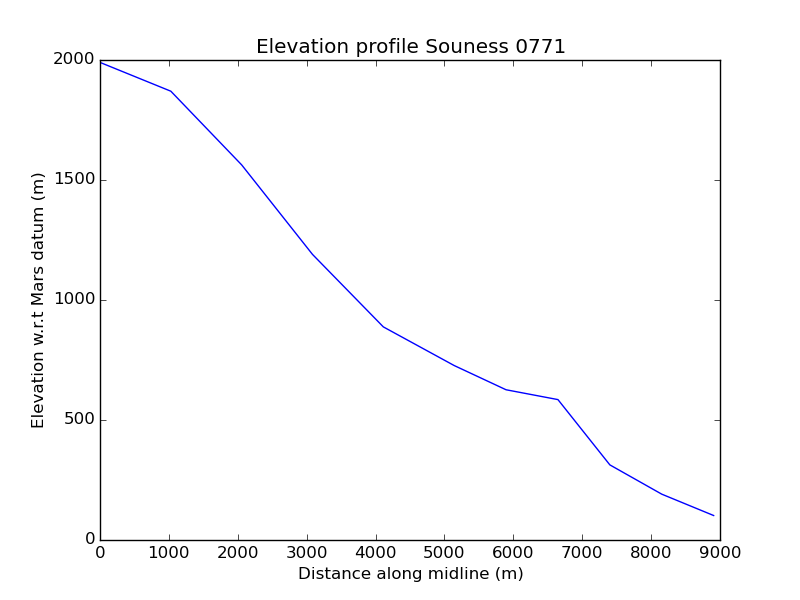 Elevation profile Souness 0771
2000
1500
1000
500
0
Elevation w.r.t Mars datum (m)
0 1000 2000 3000 4000 5000 6000 7000 8000 9000
Distance along midline (m)